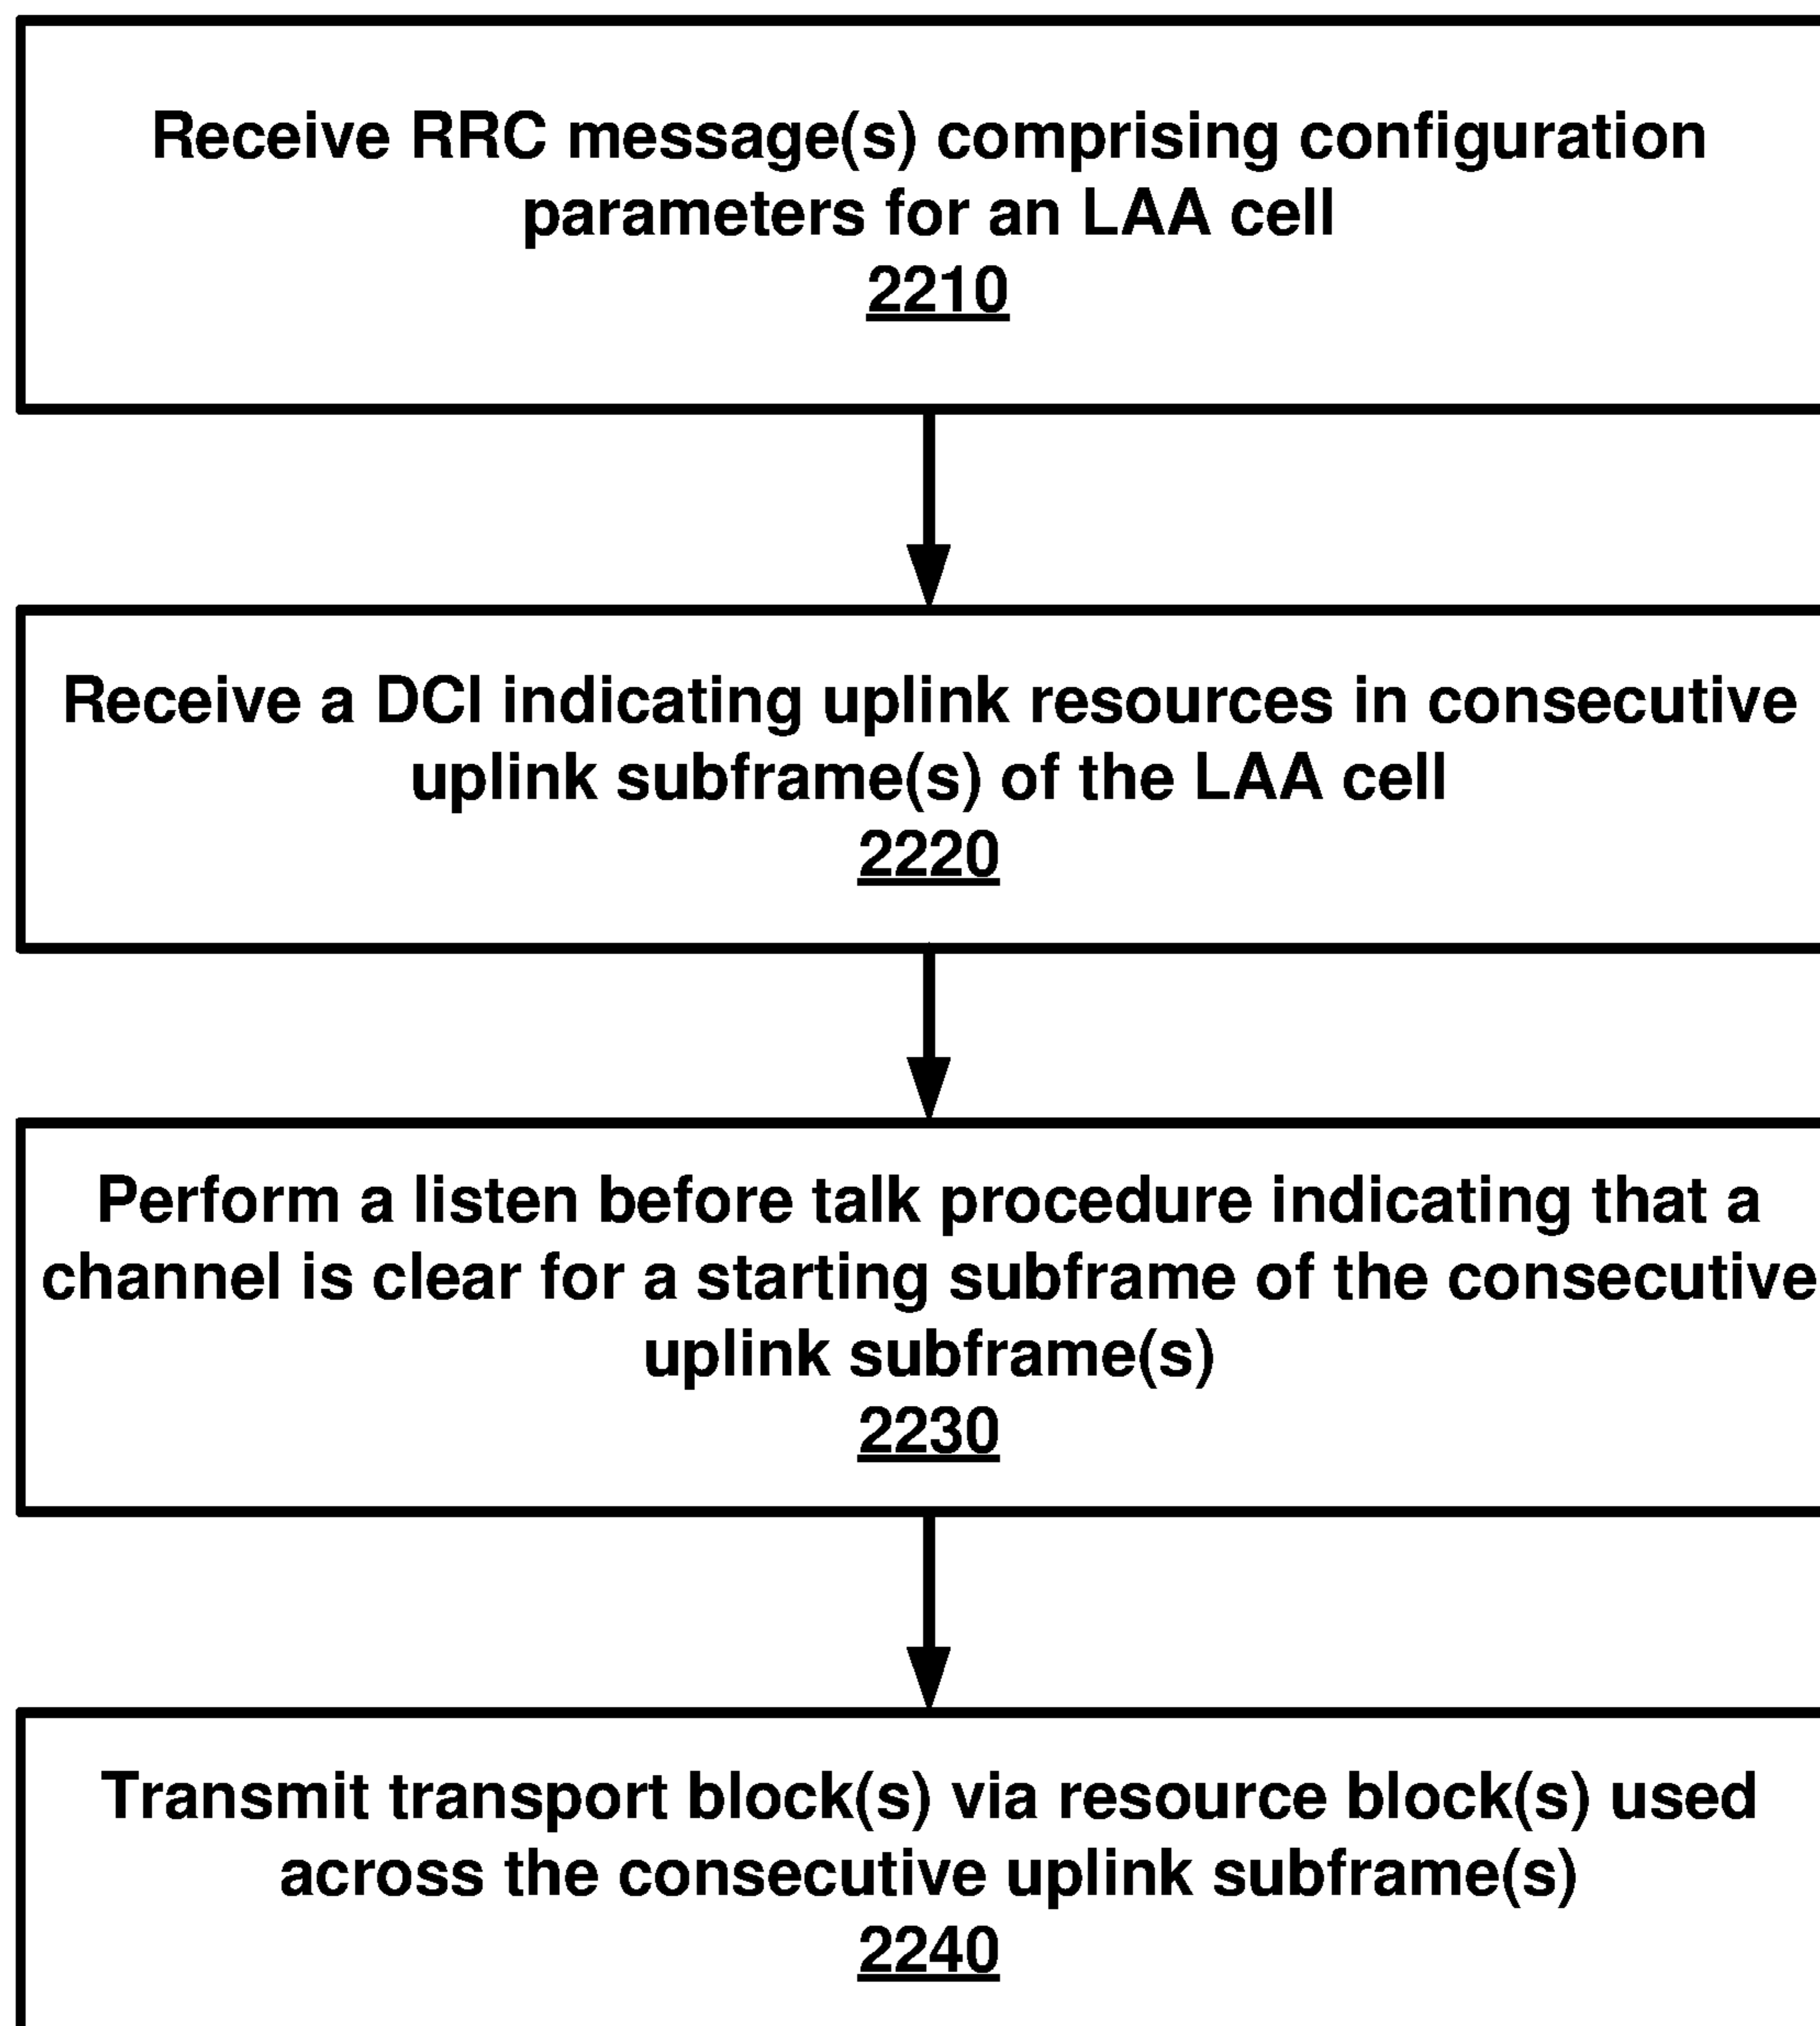 Receive RRC message(s) comprising configuration
parameters for an LAA cell
2210
Receive a DCI indicating uplink resources in consecutive
uplink subframe(s) of the LAA cell
2220
Perform a listen before talk procedure indicating that a
channel is clear for a starting subframe of the consecutive
uplink subframe(s)
2230
Transmit transport block(s) via resource block(s) used
across the consecutive uplink subframe(s)
2240